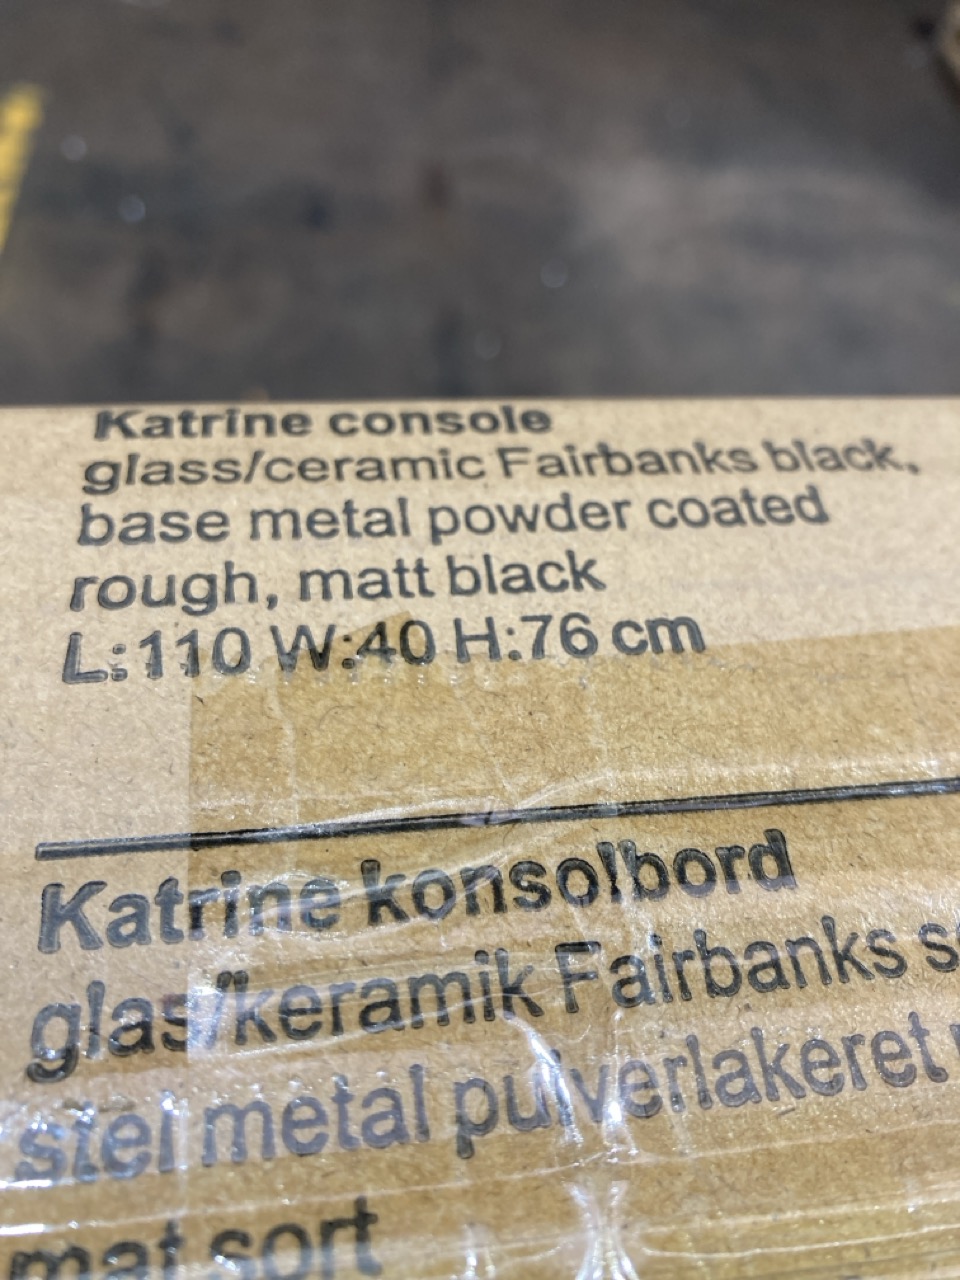 Katrine console
glass/ceramic Fairbanks black,
base metal powder coated
rough, matt black
L:110 W:40 H:76 cm
Katrine konsolbord
glas/keramik Fairbanks
stel metal pulverlakeret
mat sort